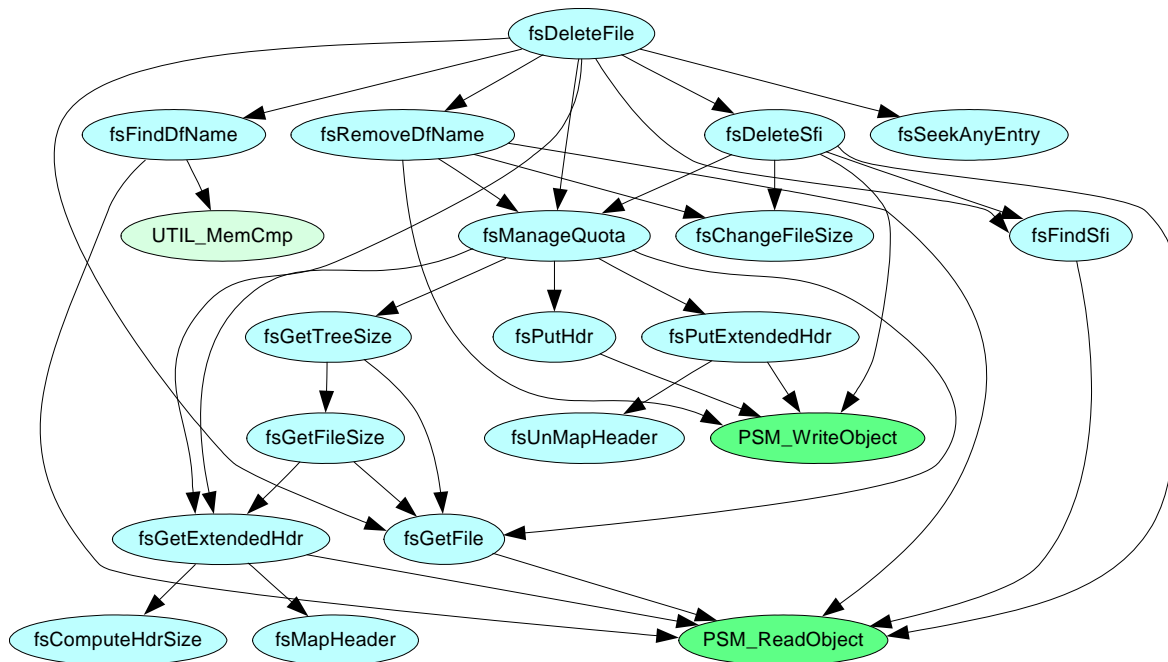 fsDeleteFile
fsFindDfName
fsRemoveDfName
fsDeleteSfi
fsSeekAnyEntry
UTIL_MemCmp
fsManageQuota
fsChangeFileSize
fsFindSfi
fsGetTreeSize
fsPutHdr
fsPutExtendedHdr
fsGetFileSize
fsUnMapHeader
PSM_WriteObject
fsGetExtendedHdr
fsGetFile
fsComputeHdrSize
fsMapHeader
PSM_ReadObject